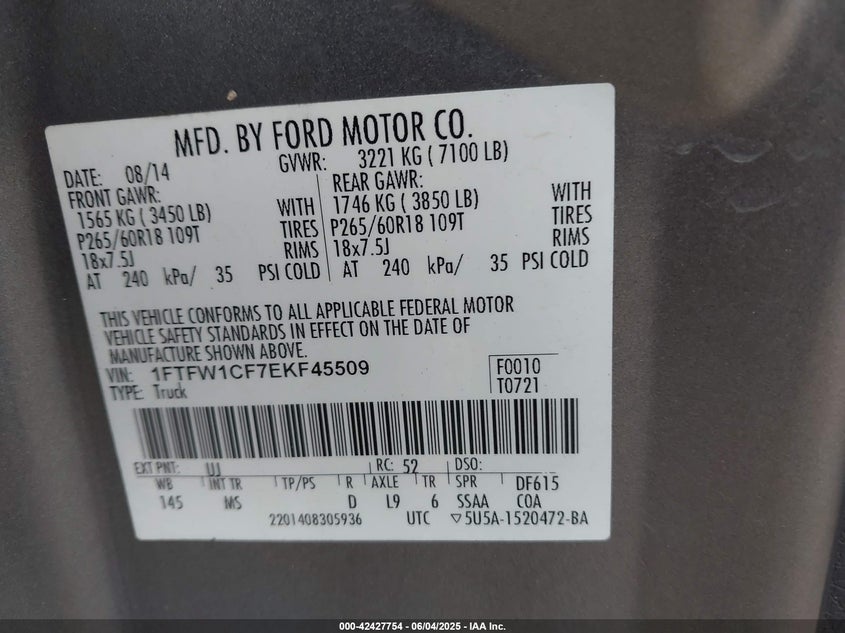 MFD. BY FORD MOTOR CO.
DATE: 08/14 GVWR: 3221 KG ( 7100 LB)
FRONT GAWR: REAR GAWR:
1565 KG ( 3450 LB) WITH 1746 KG ( 3850 LB) WITH
P265/60R18 109T TIRES P265/60R18 109T TIRES
18x7.5J RIMS 18x7.5J RIMS
AT 240 kPa/ 35 PSI COLD AT 240 kPa/ 35 PSI COLD
THIS VEHICLE CONFORMS TO ALL APPLICABLE FEDERAL MOTOR
VEHICLE SAFETY STANDARDS IN EFFECT ON THE DATE OF
MANUFACTURE SHOWN ABOVE.
VIN: 1FTFW1CF7EKF45509 F0010
TYPE: Truck T0721
EXT PNT: UJ RC: 52 DSO:
WB INT TR TP/PS R AXLE TR SPR DF615
145 MS D L9 6 SSAA COA
2201408305936 UTC ▽5U5A-1520472-BA
000-42427754 | 06/04/2025 - IAA Inc.